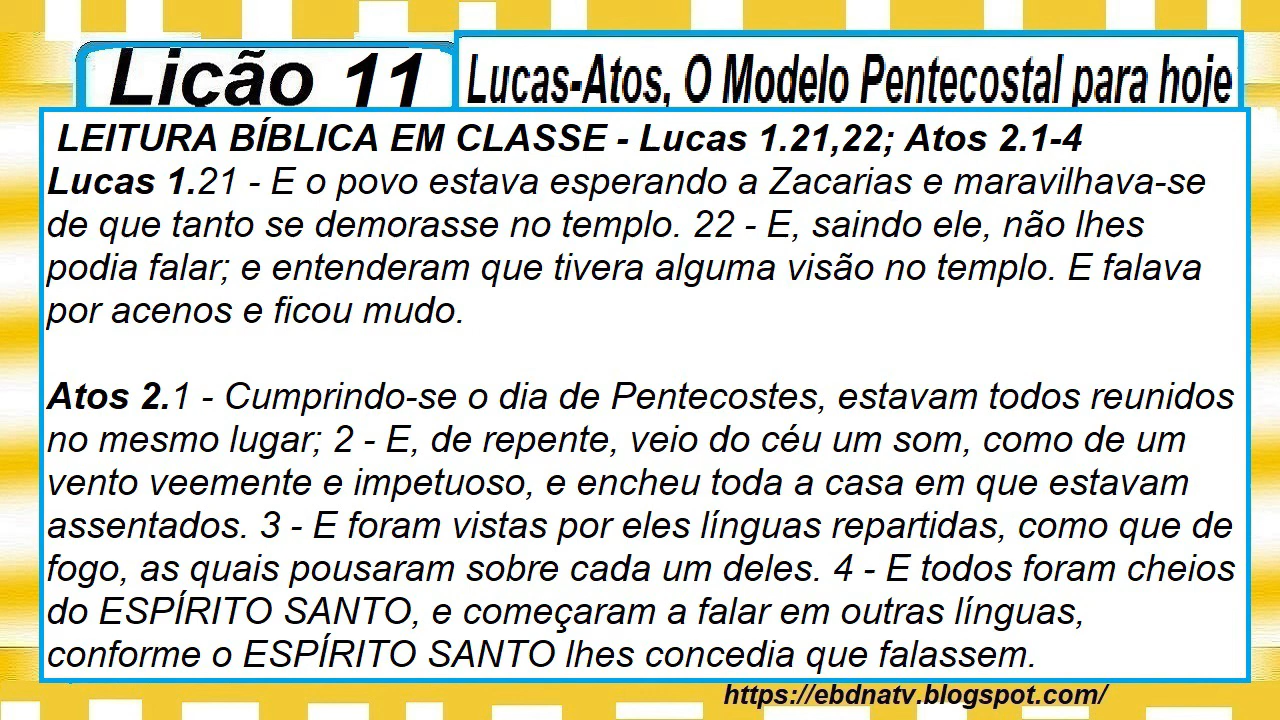 Lição 11
Lucas-Atos, O Modelo Pentecostal para hoje
LEITURA BÍBLICA EM CLASSE - Lucas 1.21,22; Atos 2.1-4
Lucas 1.21 - E o povo estava esperando a Zacarias e maravilhava-se
de que tanto se demorasse no templo. 22 - E, saindo ele, não lhes
podia falar; e entenderam que tivera alguma visão no templo. E falava
por acenos e ficou mudo.
Atos 2.1 - Cumprindo-se o dia de Pentecostes, estavam todos reunidos
no mesmo lugar; 2 - E, de repente, veio do céu um som, como de um
vento veemente e impetuoso, e encheu toda a casa em que estavam
assentados. 3 - E foram vistas por eles línguas repartidas, como que de
fogo, as quais pousaram sobre cada um deles. 4 - E todos foram cheios
do ESPÍRITO SANTO, e começaram a falar em outras línguas,
conforme o ESPÍRITO SANTO lhes concedia que falassem.
https://ebdnatv.blogspot.com/